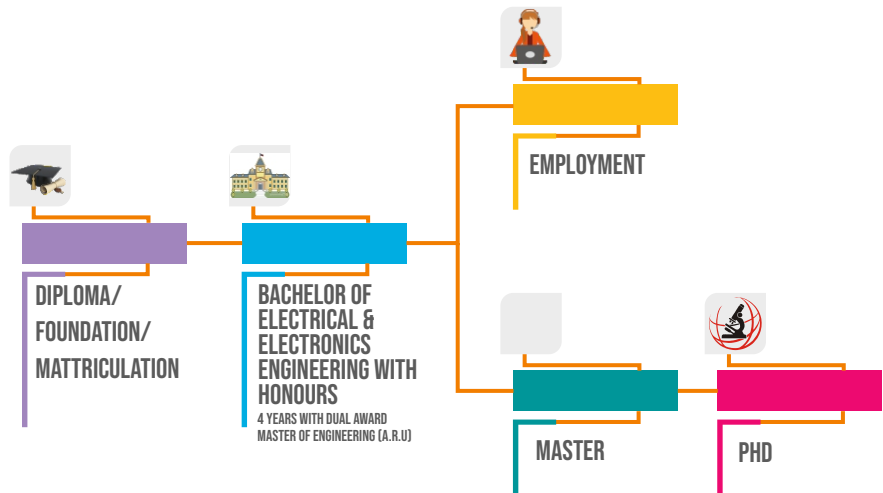 EMPLOYMENT
DIPLOMA/
FOUNDATION/
MATTRICULATION
BACHELOR OF
ELECTRICAL &
ELECTRONICS
ENGINEERING WITH
HONOURS
4 YEARS WITH DUAL AWARD
MASTER OF ENGINEERING (A.R.U)
MASTER
PHD